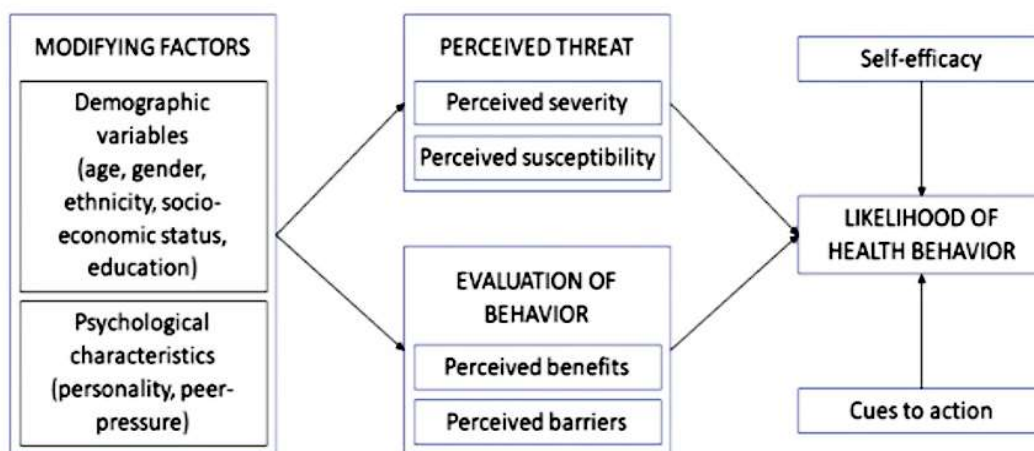 MODIFYING FACTORS
Demographic
variables
(age, gender,
ethnicity, socio-
economic status,
education)
Psychological
characteristics
(personality, peer-
pressure)
PERCEIVED THREAT
Perceived severity
Perceived susceptibility
EVALUATION OF
BEHAVIOR
Perceived benefits
Perceived barriers
Self-efficacy
LIKELIHOOD OF
HEALTH BEHAVIOR
Cues to action